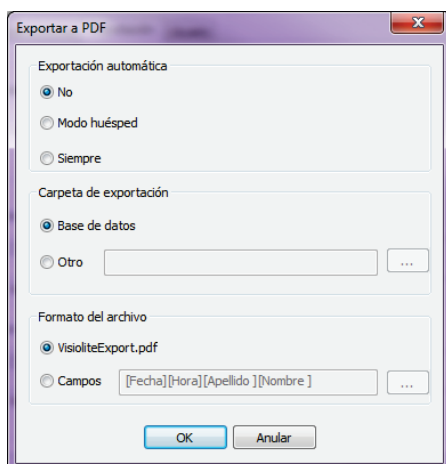 Exportar a PDF
Exportación automática
No
Modo huésped
Siempre
Carpeta de exportación
Base de datos
Otro ...
Formato del archivo
VisioliteExport.pdf
Campos [Fecha][Hora][Apellido ][Nombre ] ...
OK Anular